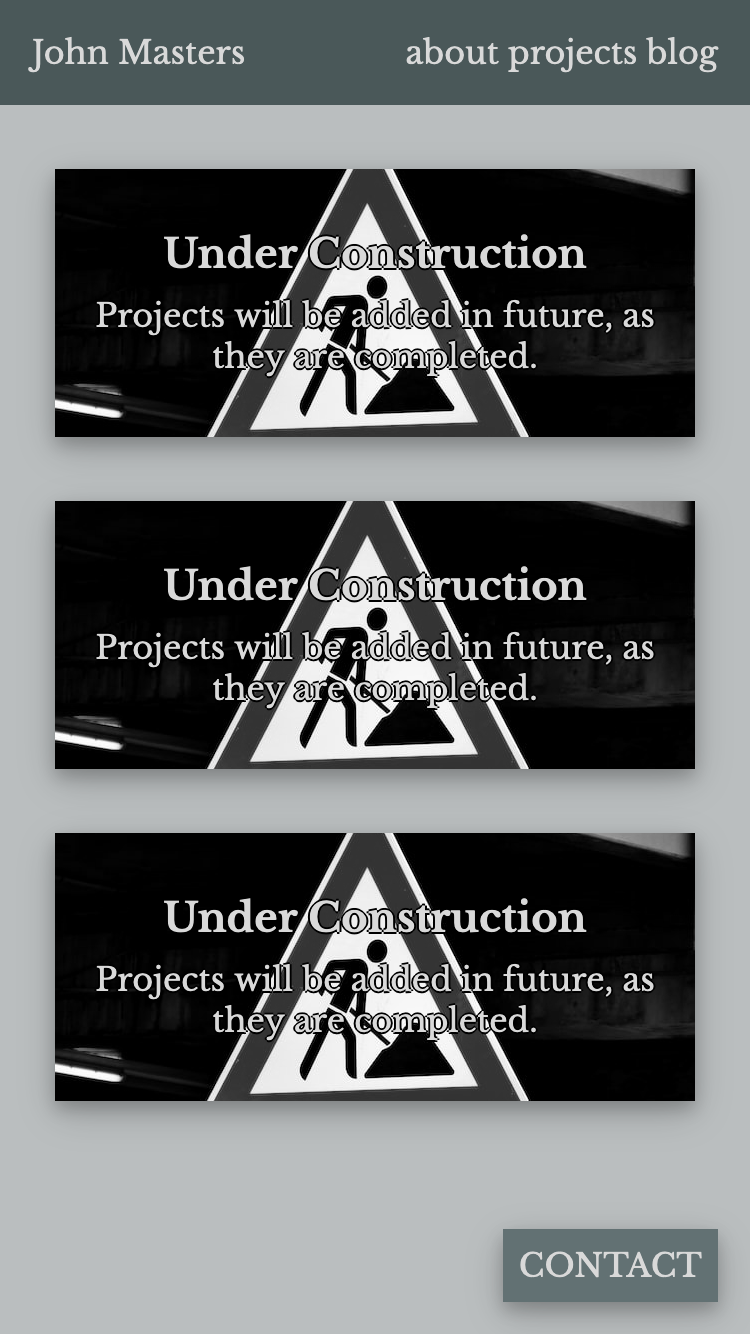 John Masters about projects blog
Under Construction
Projects will be added in future, as
they are completed.
Under Construction
Projects will be added in future, as
they are completed.
Under Construction
Projects will be added in future, as
they are completed.
CONTACT